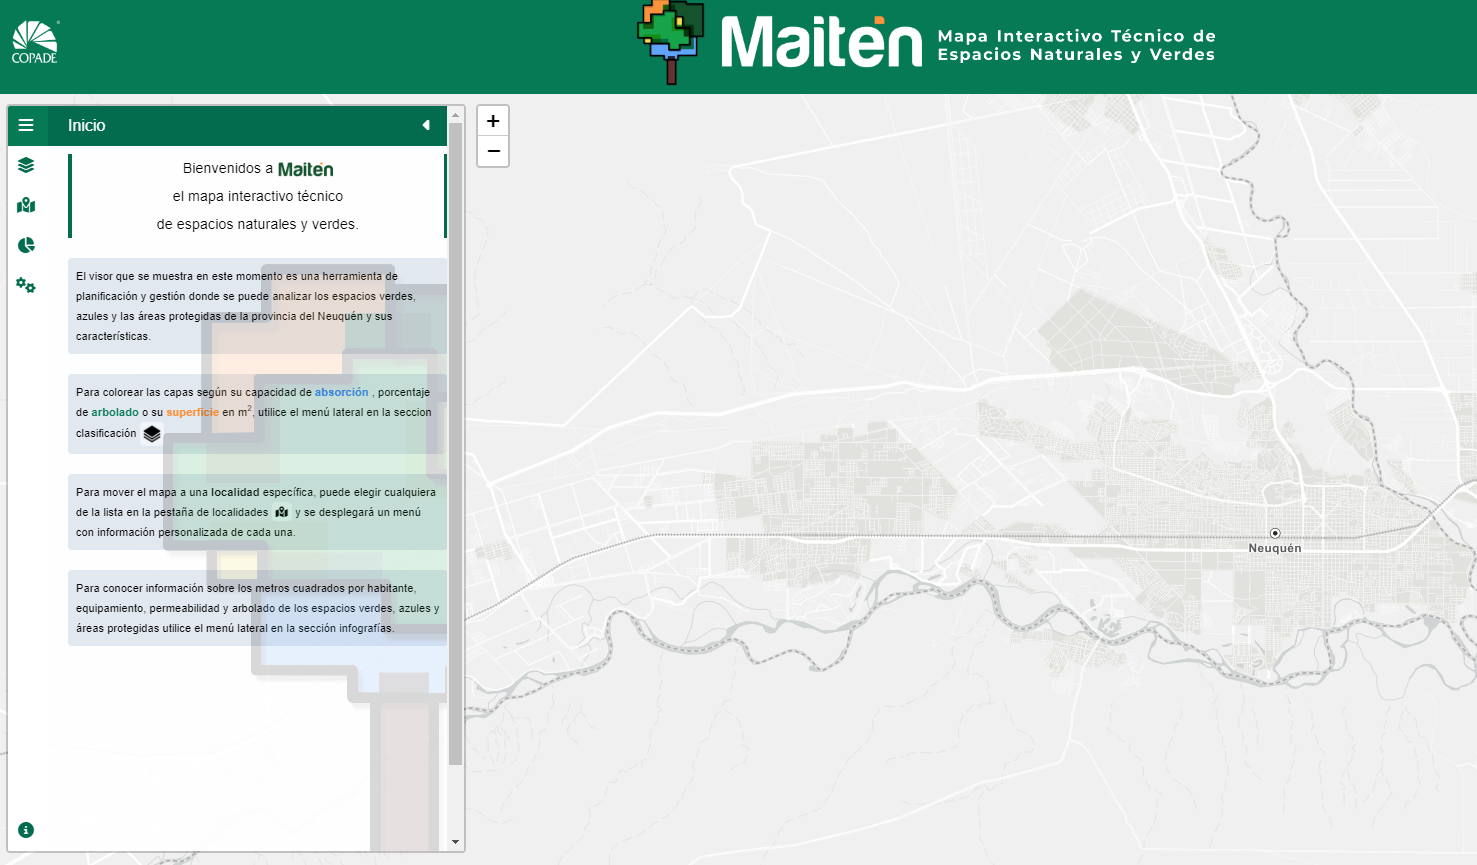 COPADE
Maitén
Mapa Interactivo Técnico de
Espacios Naturales y Verdes
Inicio
Bienvenidos a Maitén
el mapa interactivo técnico
de espacios naturales y verdes.
El visor que se muestra en este momento es una herramienta de
planificación y gestión donde se puede analizar los espacios verdes,
azules y las áreas protegidas de la provincia del Neuquén y sus
características.
Para colorear las capas según su capacidad de absorción , porcentaje
de arbolado o su superficie en m², utilice el menú lateral en la seccion
clasificación
Para mover el mapa a una localidad específica, puede elegir cualquiera
de la lista en la pestaña de localidades y se desplegará un menú
con información personalizada de cada una.
Para conocer información sobre los metros cuadrados por habitante,
equipamiento, permeabilidad y arbolado de los espacios verdes, azules y
áreas protegidas utilice el menú lateral en la sección infografías.
+
−
Neuquén